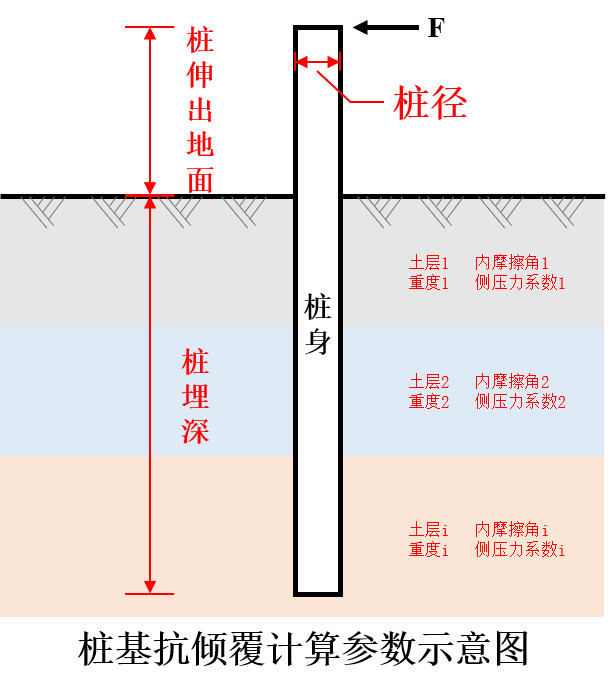 F
桩伸出地面
桩径
土层1 内摩擦角1
重度1 侧压力系数1
桩身
桩埋深
土层2 内摩擦角2
重度2 侧压力系数2
土层i 内摩擦角i
重度i 侧压力系数i
桩基抗倾覆计算参数示意图